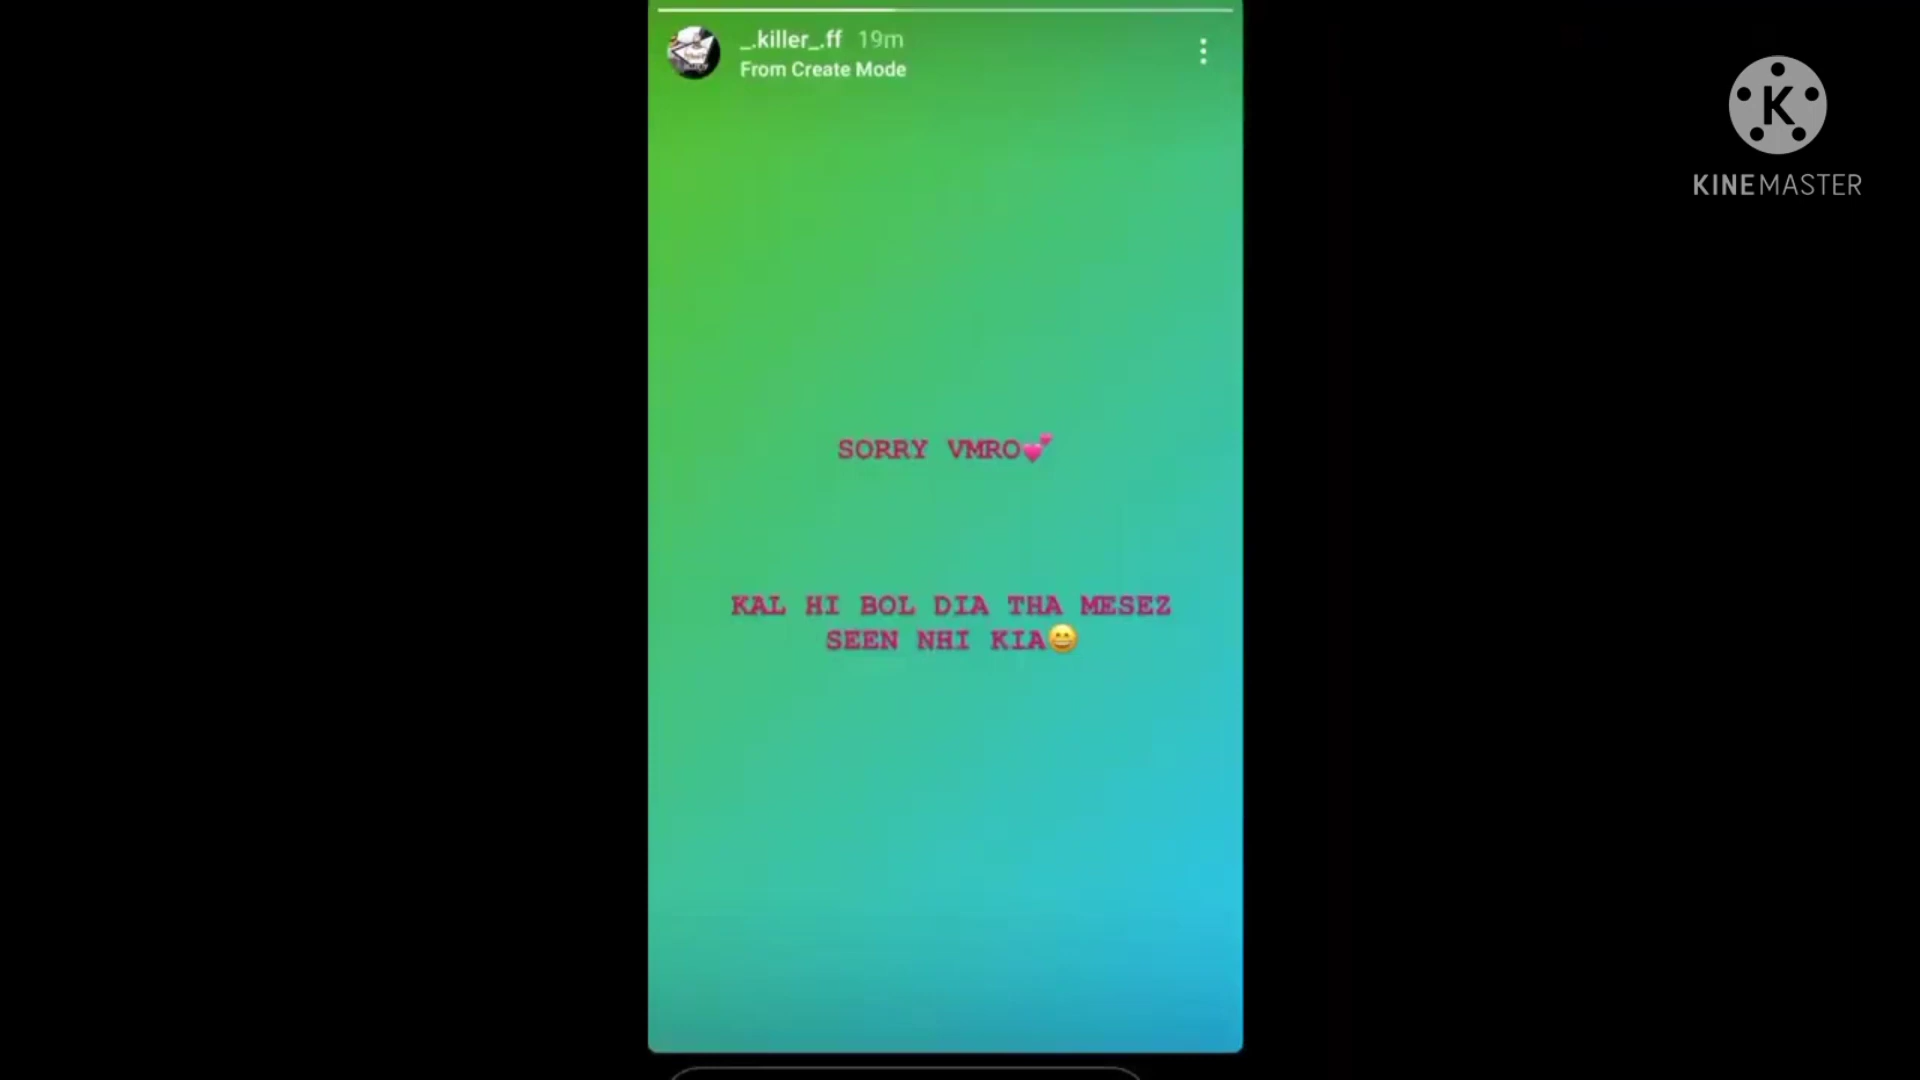 _.killer_.ff 19m
From Create Mode
K
KINEMASTER
SORRY VMRO💕
KAL HI BOL DIA THA MESEZ
SEEN NHI KIA😀